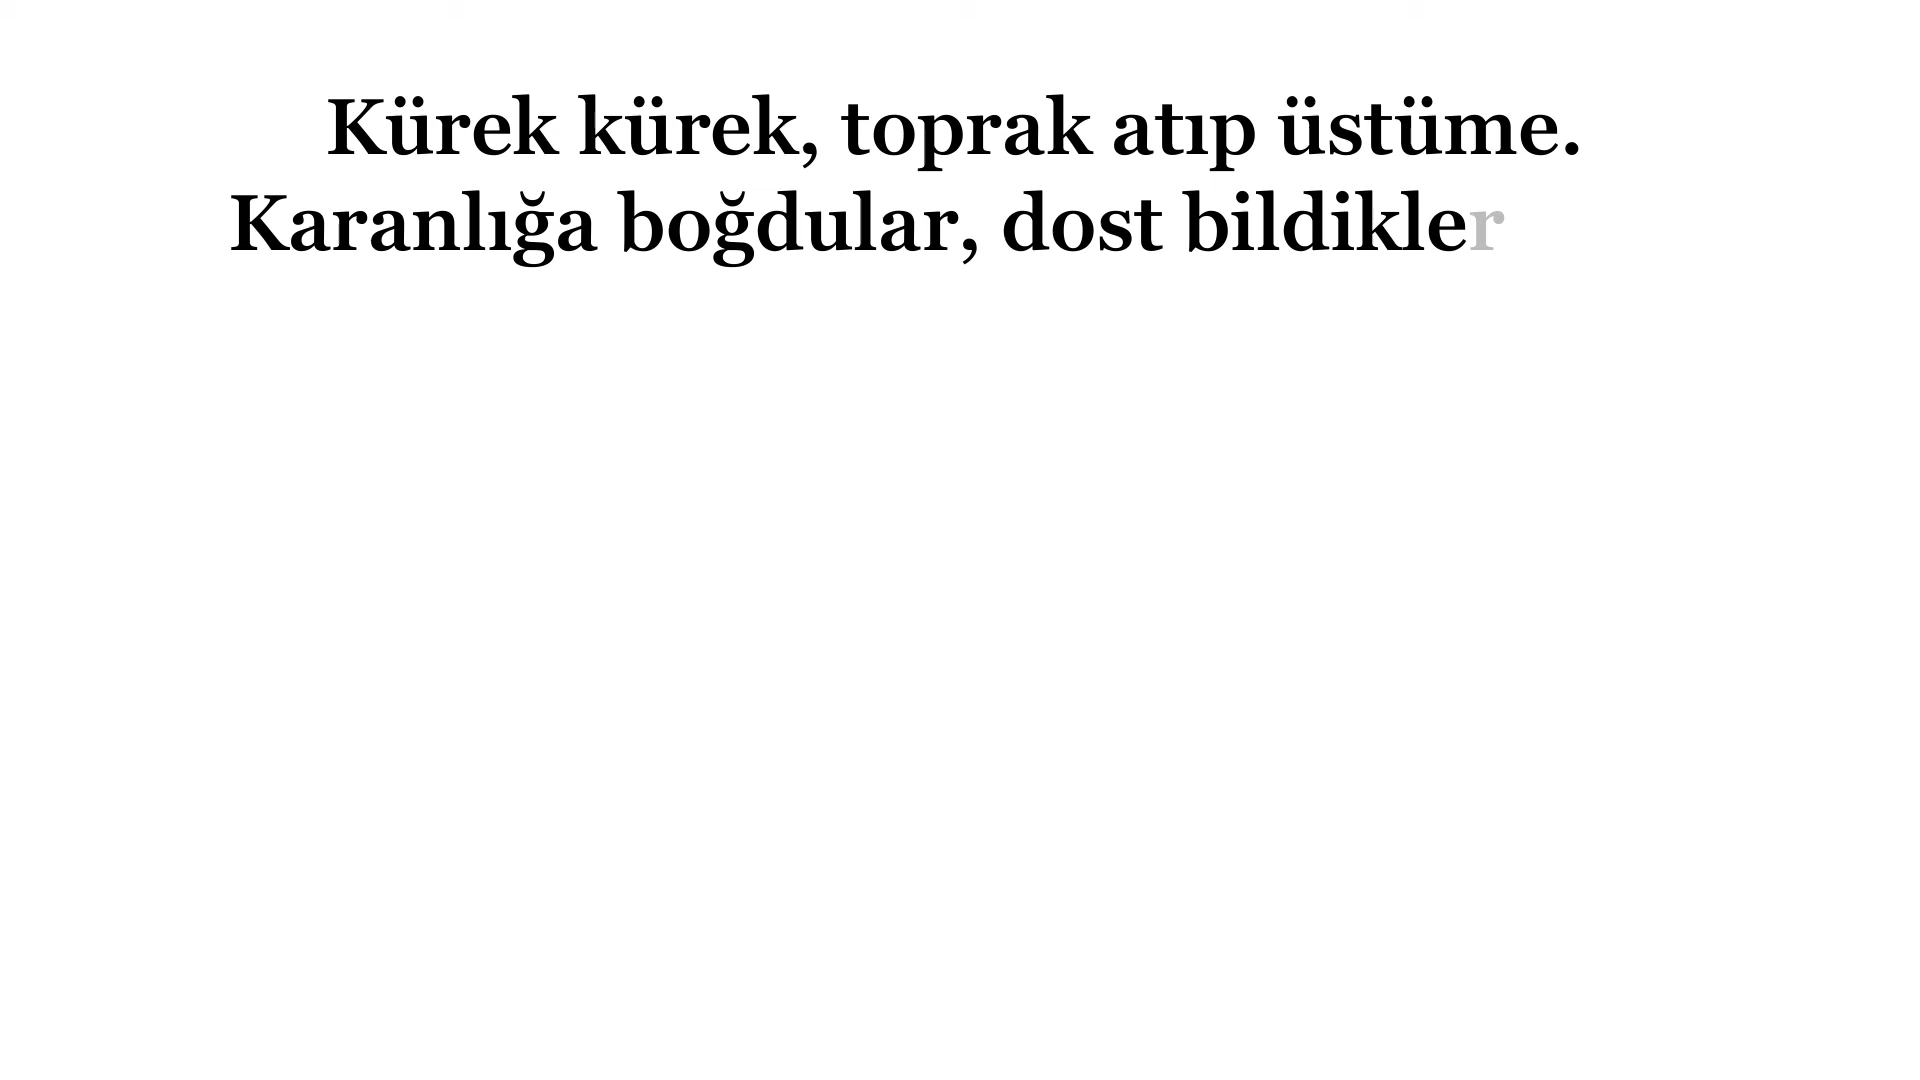 Kürek kürek, toprak atıp üstüme.
Karanlığa boğdular, dost bildikler